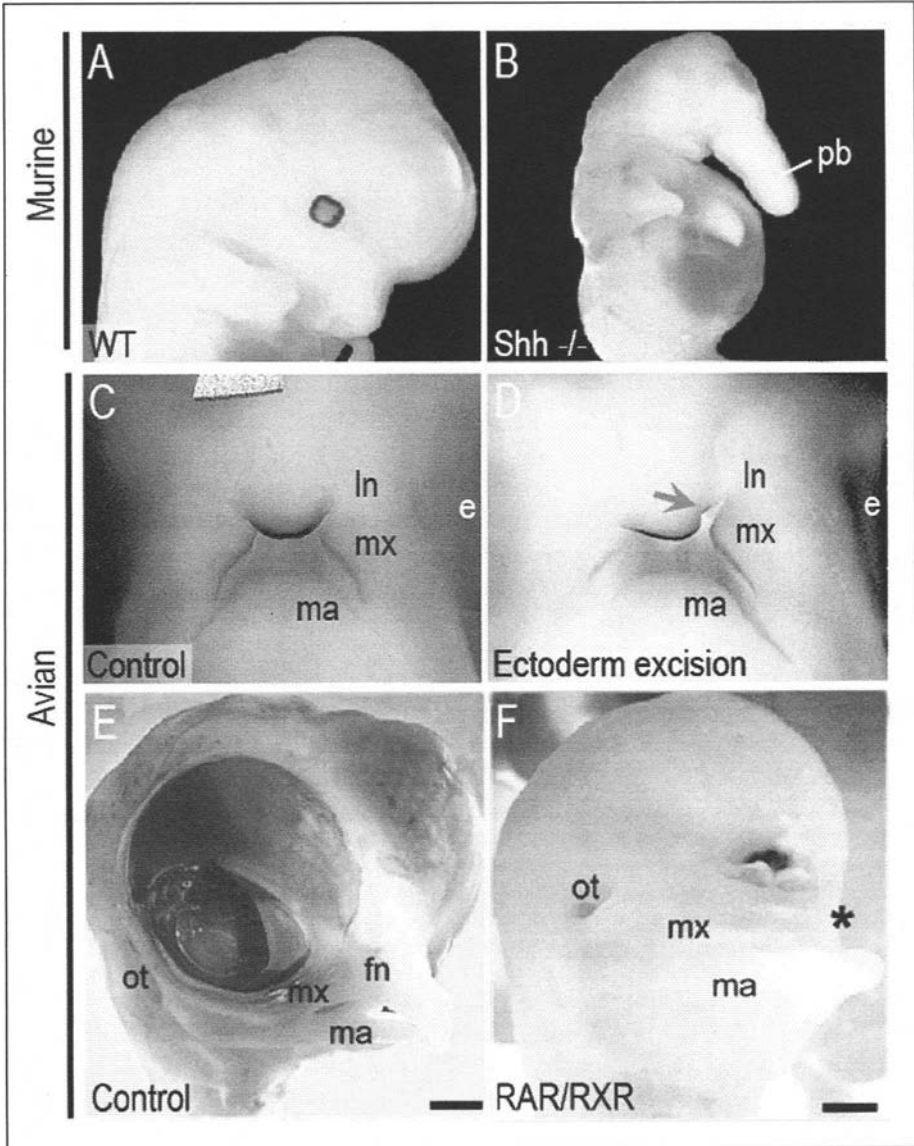 Murine
A
WT
B
pb
Shh -/-
Avian
C
ln
e
mx
ma
Control
D
ln
e
mx
ma
Ectoderm excision
E
ot
fn
mx
ma
Control
F
ot
mx
*
ma
RAR/RXR